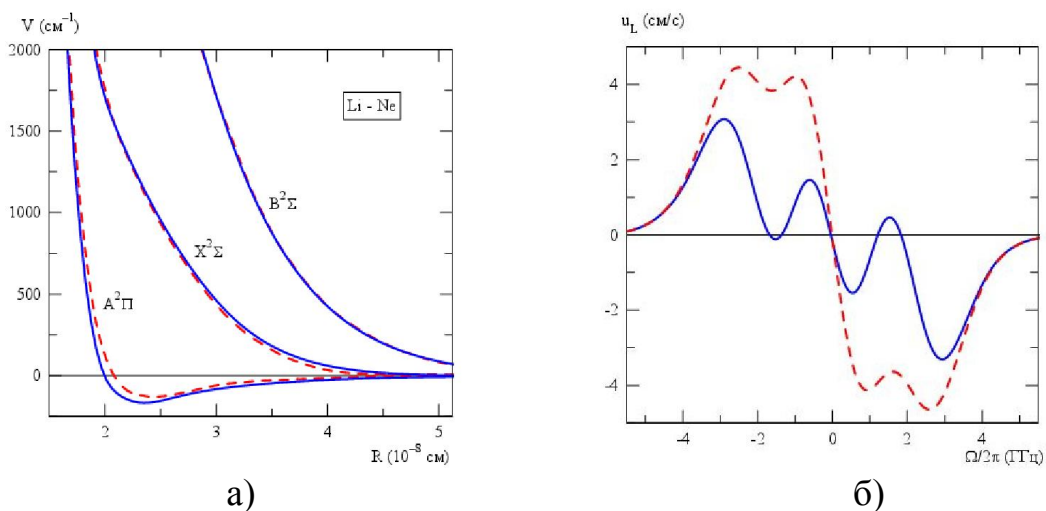 V (см⁻¹)
2000
1500
1000
500
0
Li - Ne
B²Σ
X²Σ
A²Π
2
3
4
5
R (10⁻⁸ см)
а)
u_L (см/с)
4
2
0
-2
-4
-4
-2
0
2
4
Ω/2π (ГГц)
б)